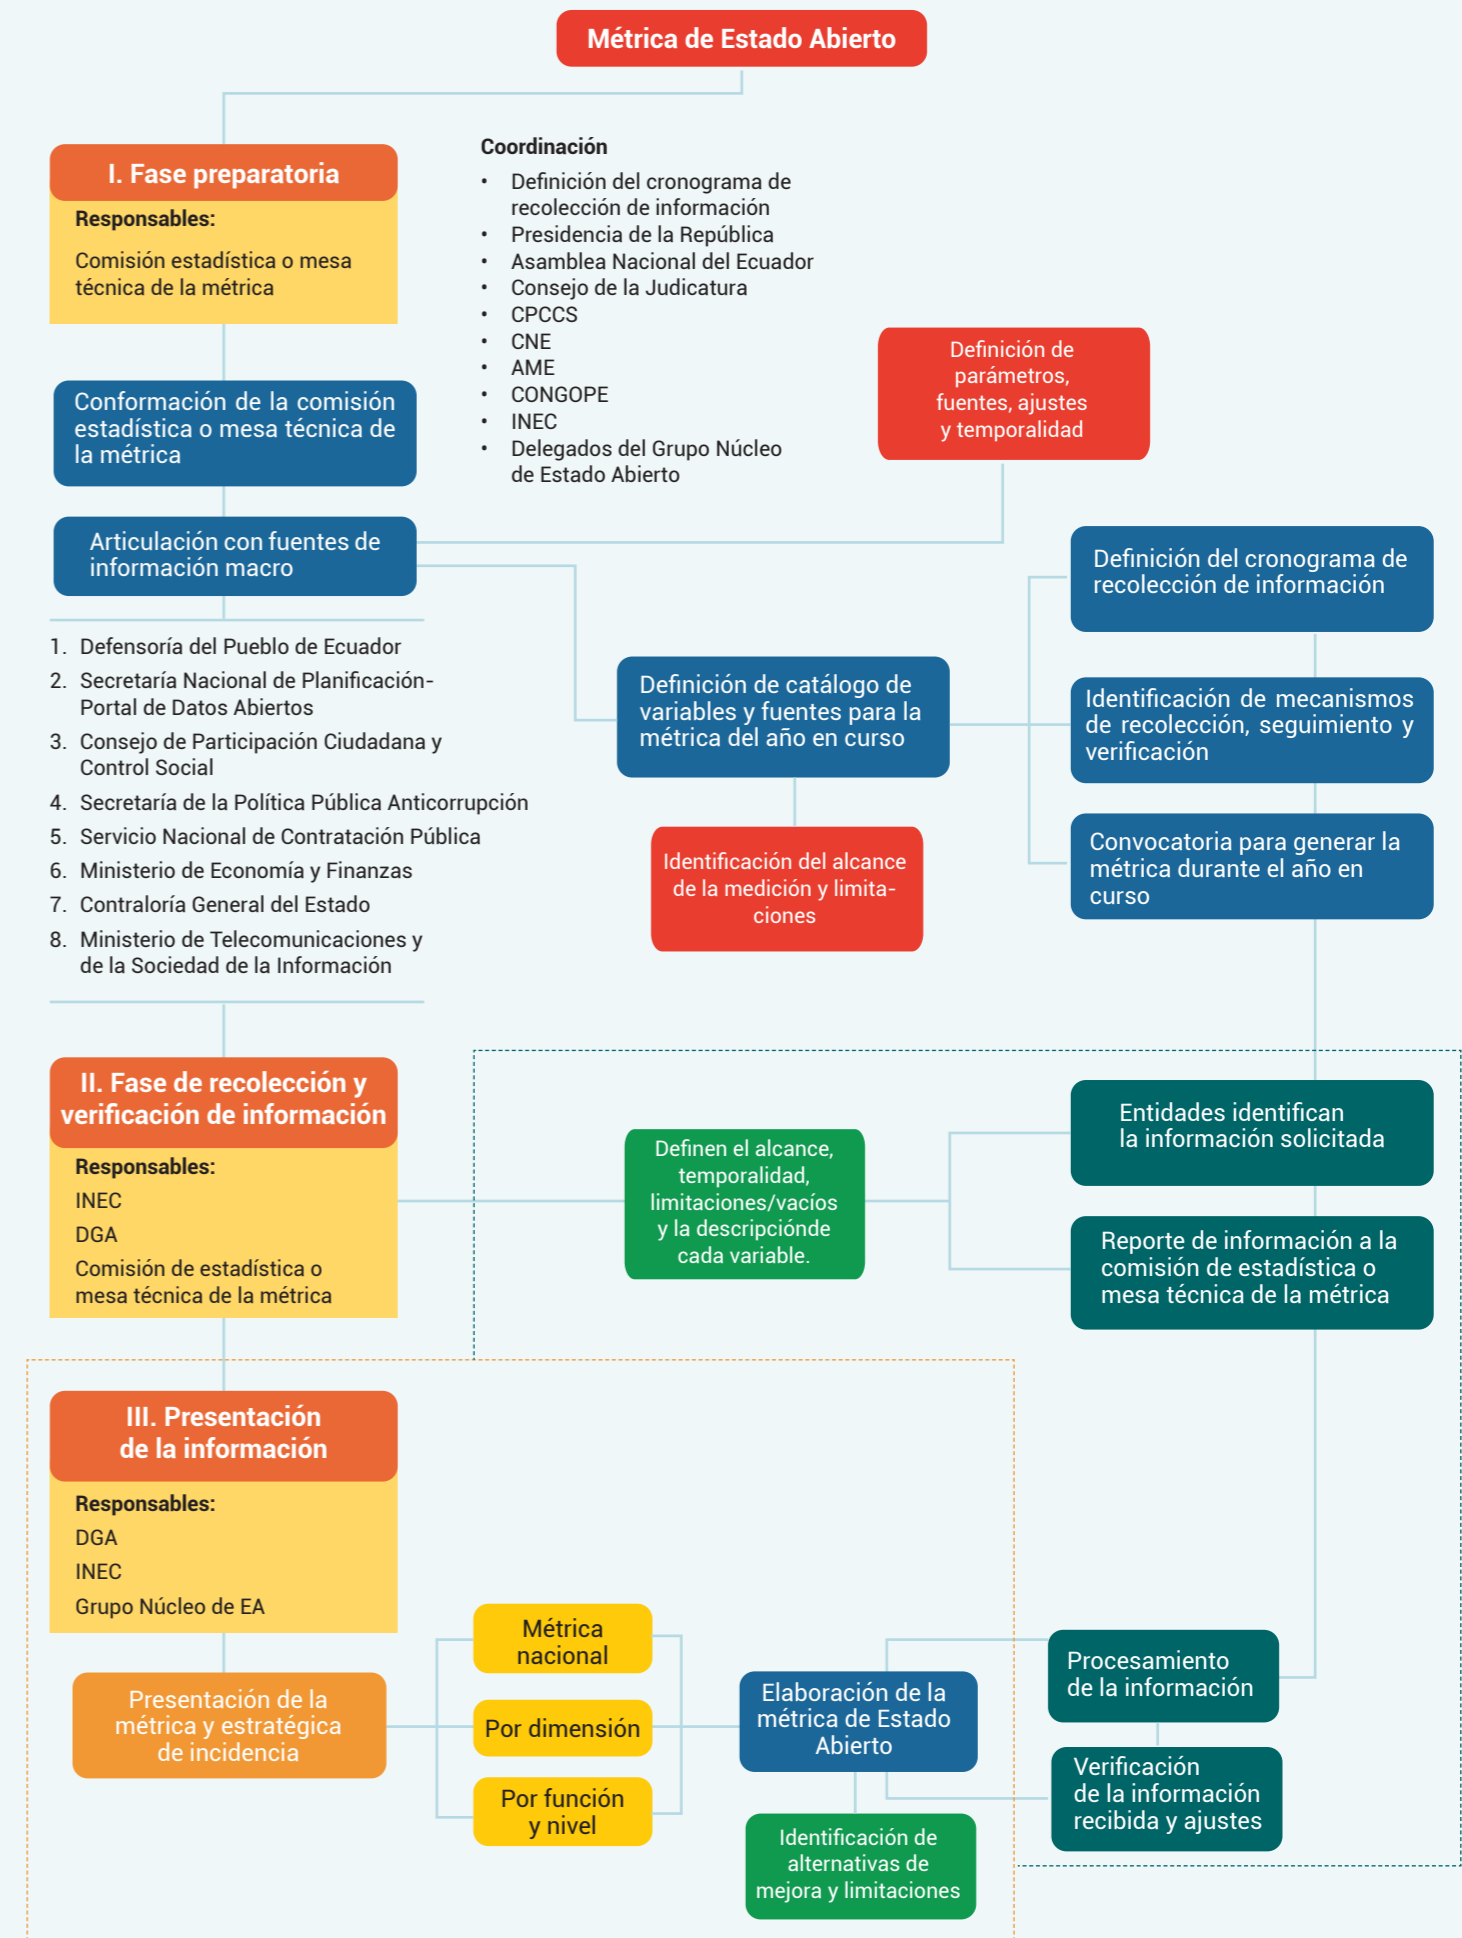 Métrica de Estado Abierto
I. Fase preparatoria
Responsables:
Comisión estadística o mesa
técnica de la métrica
Coordinación
• Definición del cronograma de
recolección de información
• Presidencia de la República
• Asamblea Nacional del Ecuador
• Consejo de la Judicatura
• CPCCS
• CNE
• AME
• CONGOPE
• INEC
• Delegados del Grupo Núcleo
de Estado Abierto
Definición de
parámetros,
fuentes, ajustes
y temporalidad
Conformación de la comisión
estadística o mesa técnica de
la métrica
Articulación con fuentes de
información macro
1. Defensoría del Pueblo de Ecuador
2. Secretaría Nacional de Planificación-
Portal de Datos Abiertos
3. Consejo de Participación Ciudadana y
Control Social
4. Secretaría de la Política Pública Anticorrupción
5. Servicio Nacional de Contratación Pública
6. Ministerio de Economía y Finanzas
7. Contraloría General del Estado
8. Ministerio de Telecomunicaciones y
de la Sociedad de la Información
Definición de catálogo de
variables y fuentes para la
métrica del año en curso
Identificación del alcance
de la medición y limita-
ciones
Definición del cronograma de
recolección de información
Identificación de mecanismos
de recolección, seguimiento y
verificación
Convocatoria para generar la
métrica durante el año en
curso
II. Fase de recolección y
verificación de información
Responsables:
INEC
DGA
Comisión de estadística o
mesa técnica de la métrica
Definen el alcance,
temporalidad,
limitaciones/vacíos
y la descripciónde
cada variable.
Entidades identifican
la información solicitada
Reporte de información a la
comisión de estadística o
mesa técnica de la métrica
III. Presentación
de la información
Responsables:
DGA
INEC
Grupo Núcleo de EA
Presentación de la
métrica y estratégica
de incidencia
Métrica
nacional
Por dimensión
Por función
y nivel
Elaboración de la
métrica de Estado
Abierto
Identificación de
alternativas de
mejora y limitaciones
Procesamiento
de la información
Verificación
de la información
recibida y ajustes